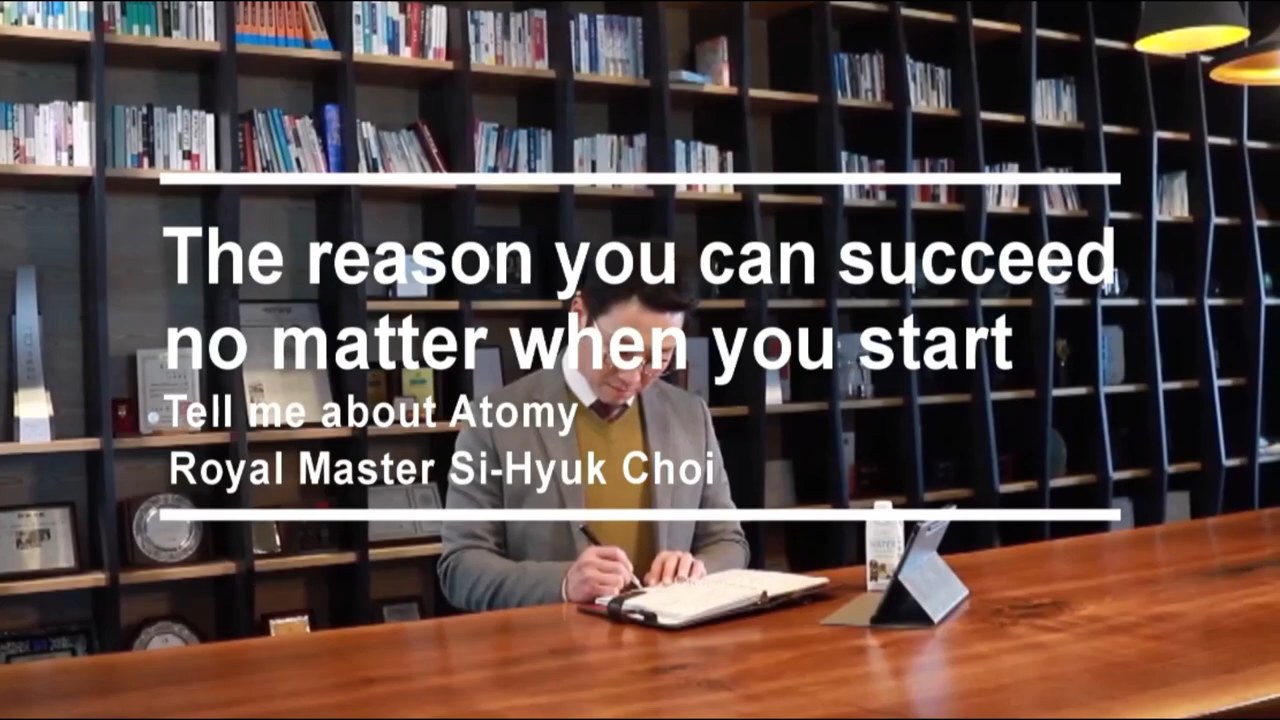 The reason you can succeed
no matter when you start
Tell me about Atomy
Royal Master Si-Hyuk Choi
WATER